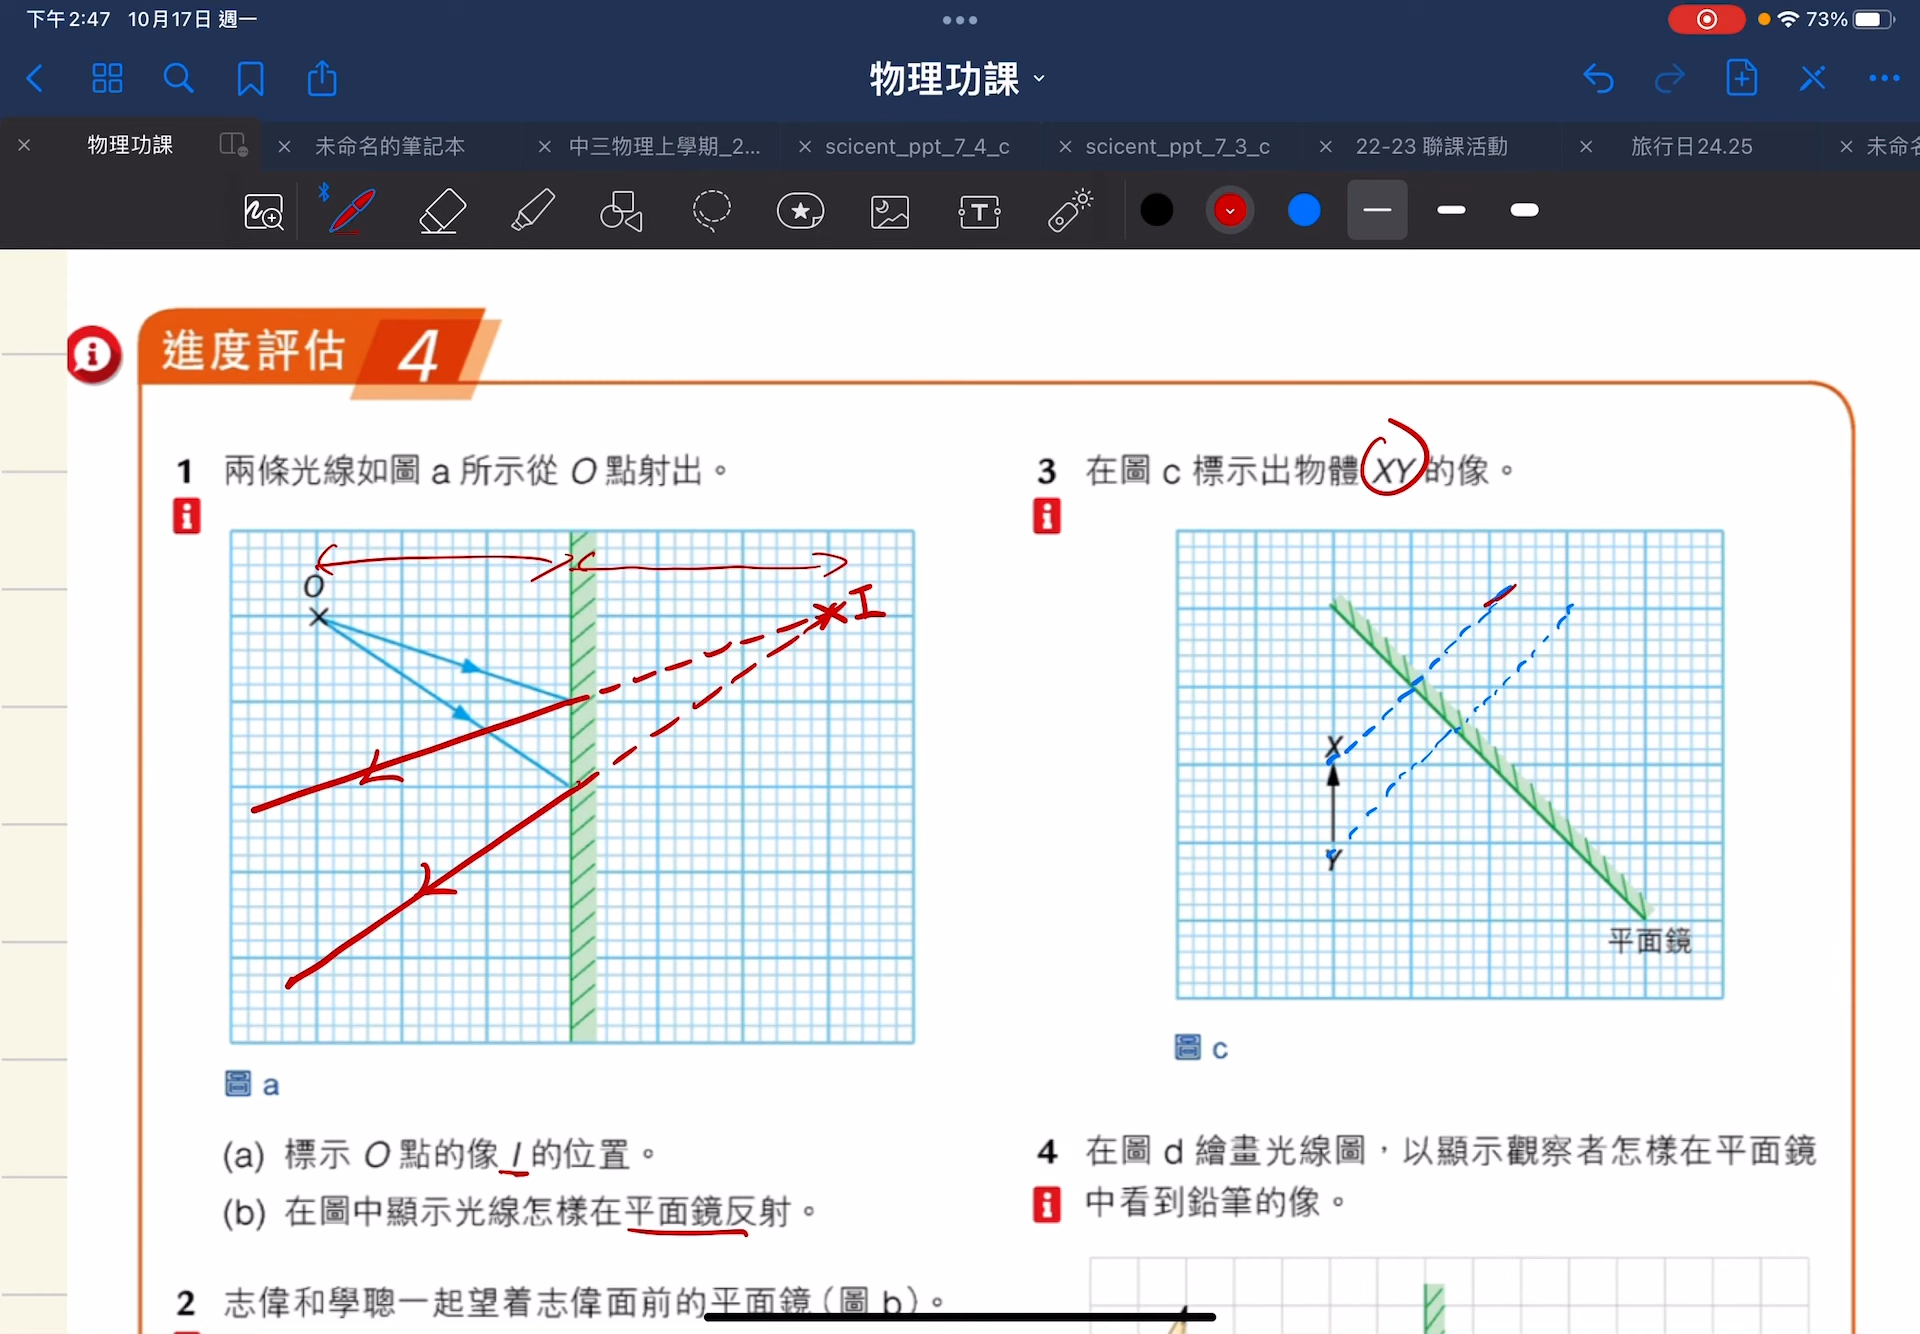 下午2:47 10月17日 週一
73%
物理功課
物理功課
未命名的筆記本
中三物理上學期_2...
scicent_ppt_7_4_c
scicent_ppt_7_3_c
22-23 聯課活動
旅行日24.25
未命名
進度評估 4
1 兩條光線如圖 a 所示從 O 點射出。
O
I
圖 a
(a) 標示 O 點的像 I 的位置。
(b) 在圖中顯示光線怎樣在平面鏡反射。
2 志偉和學聰一起望着志偉面前的平面鏡(圖 b)。
3 在圖 c 標示出物體 XY 的像。
X
Y
平面鏡
圖 c
4 在圖 d 繪畫光線圖,以顯示觀察者怎樣在平面鏡
中看到鉛筆的像。